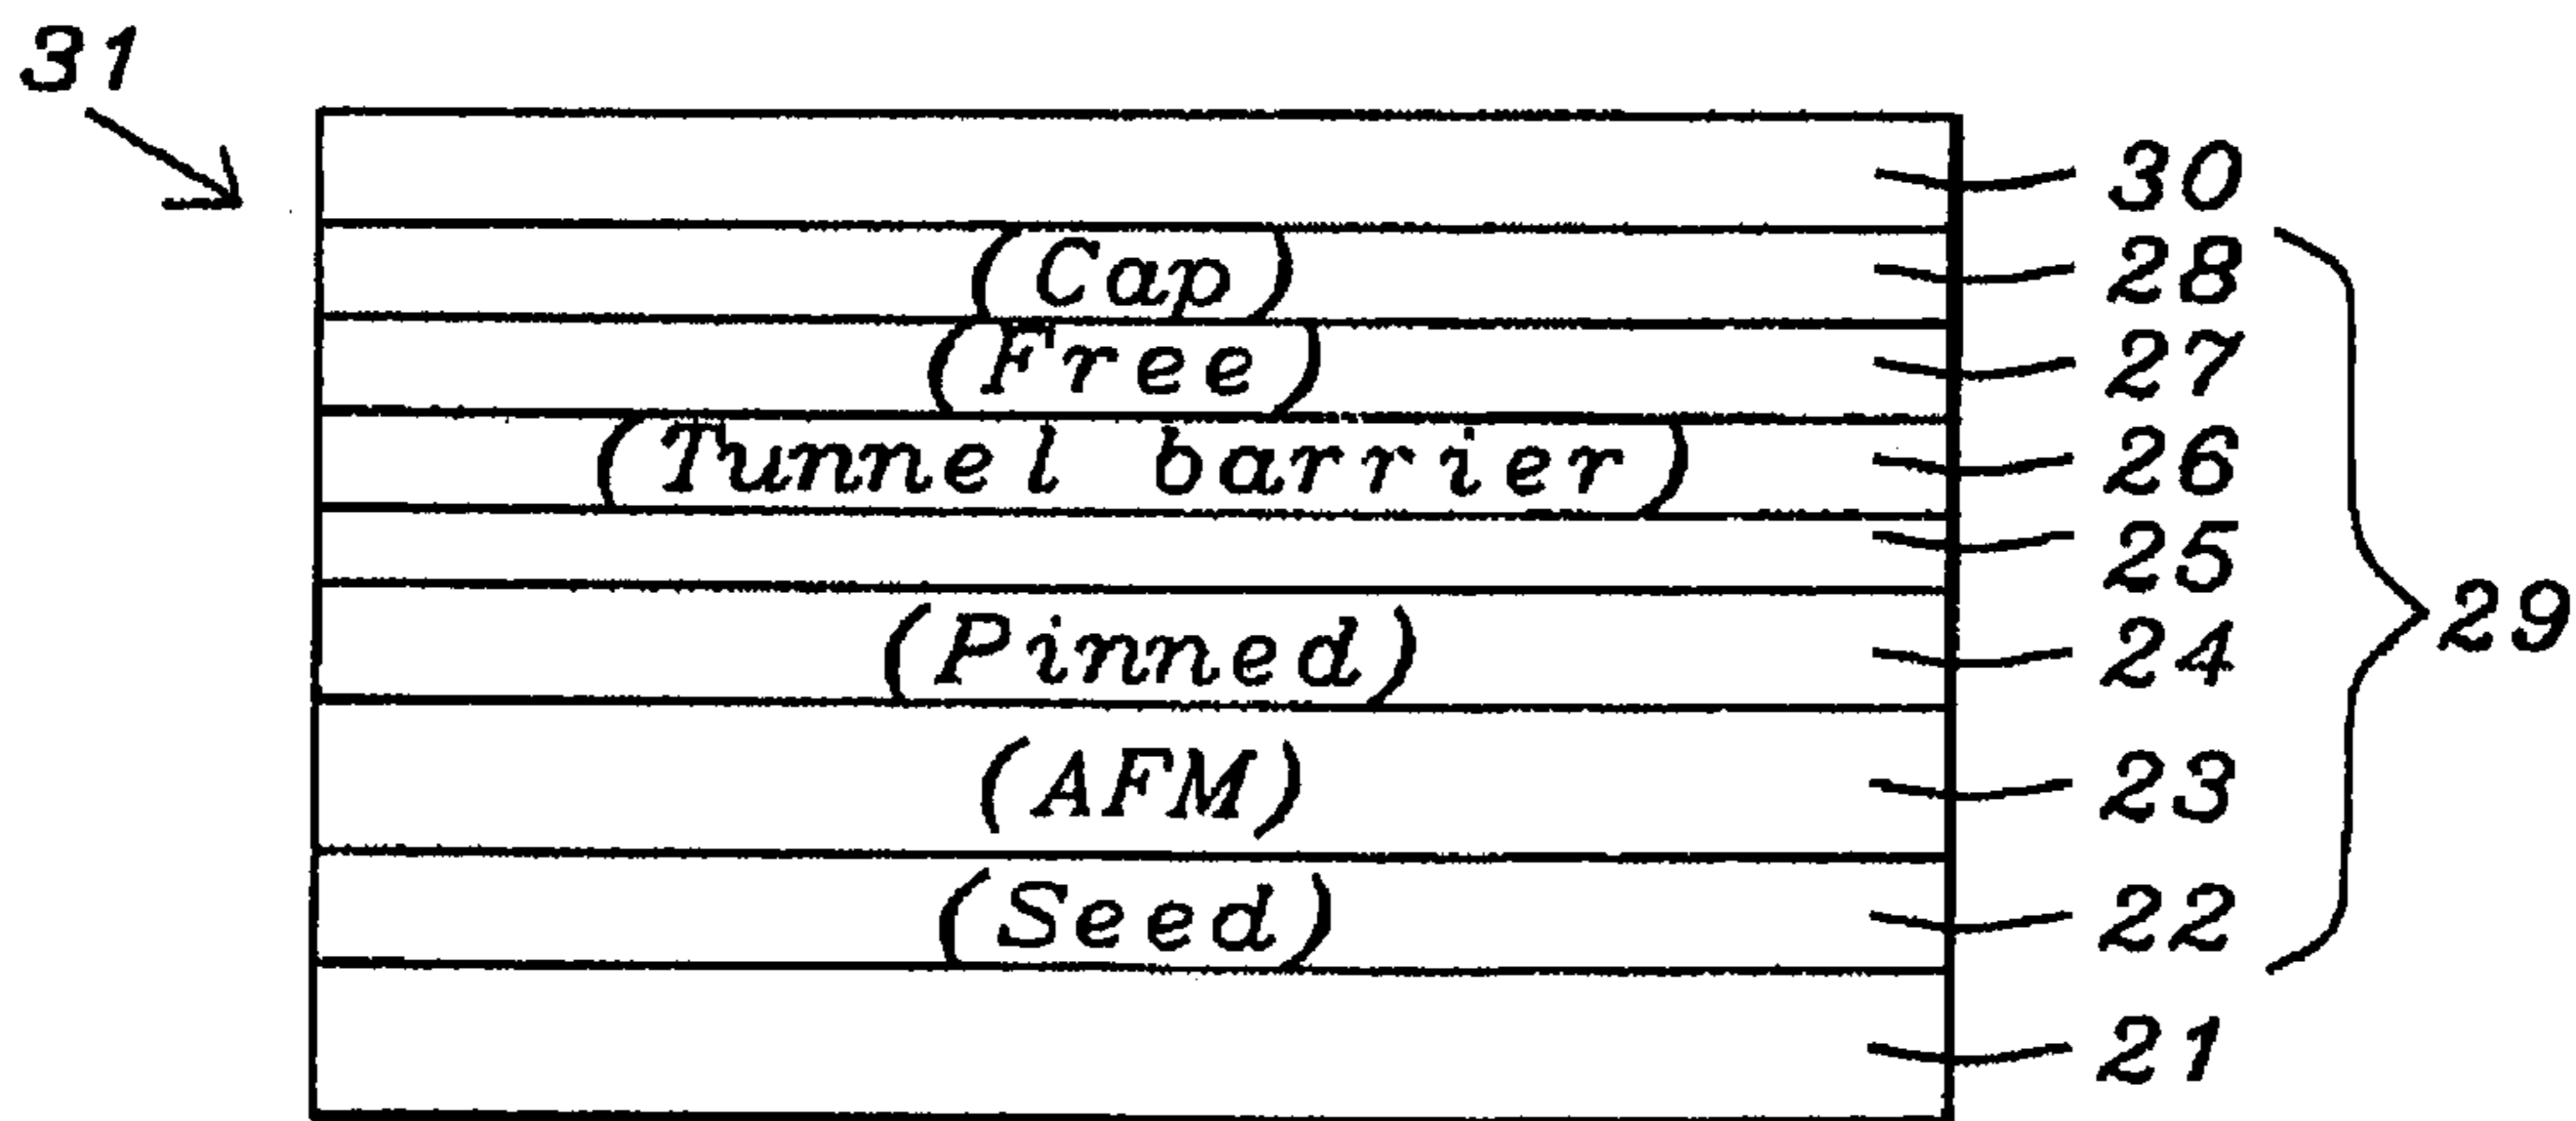 31
30
(Cap) 28
(Free) 27
(Tunnel barrier) 26
25
29
(Pinned) 24
(AFM) 23
(Seed) 22
21